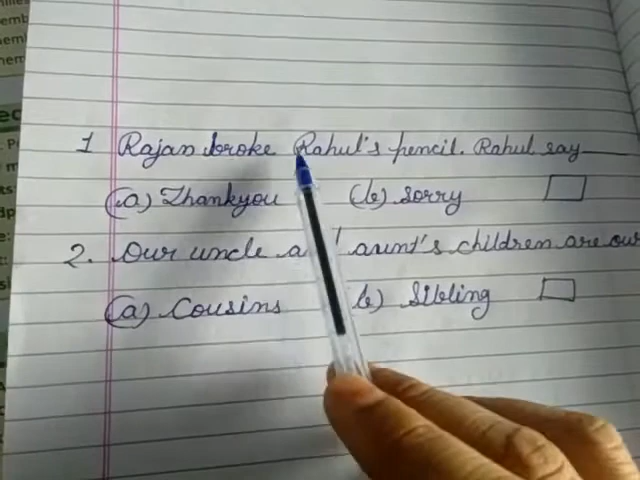 1 Rajan broke Rahul's pencil. Rahul say
(a) Thankyou (b) Sorry
2. Our uncle a aunt's children are our
(a) Cousins b) Sibling